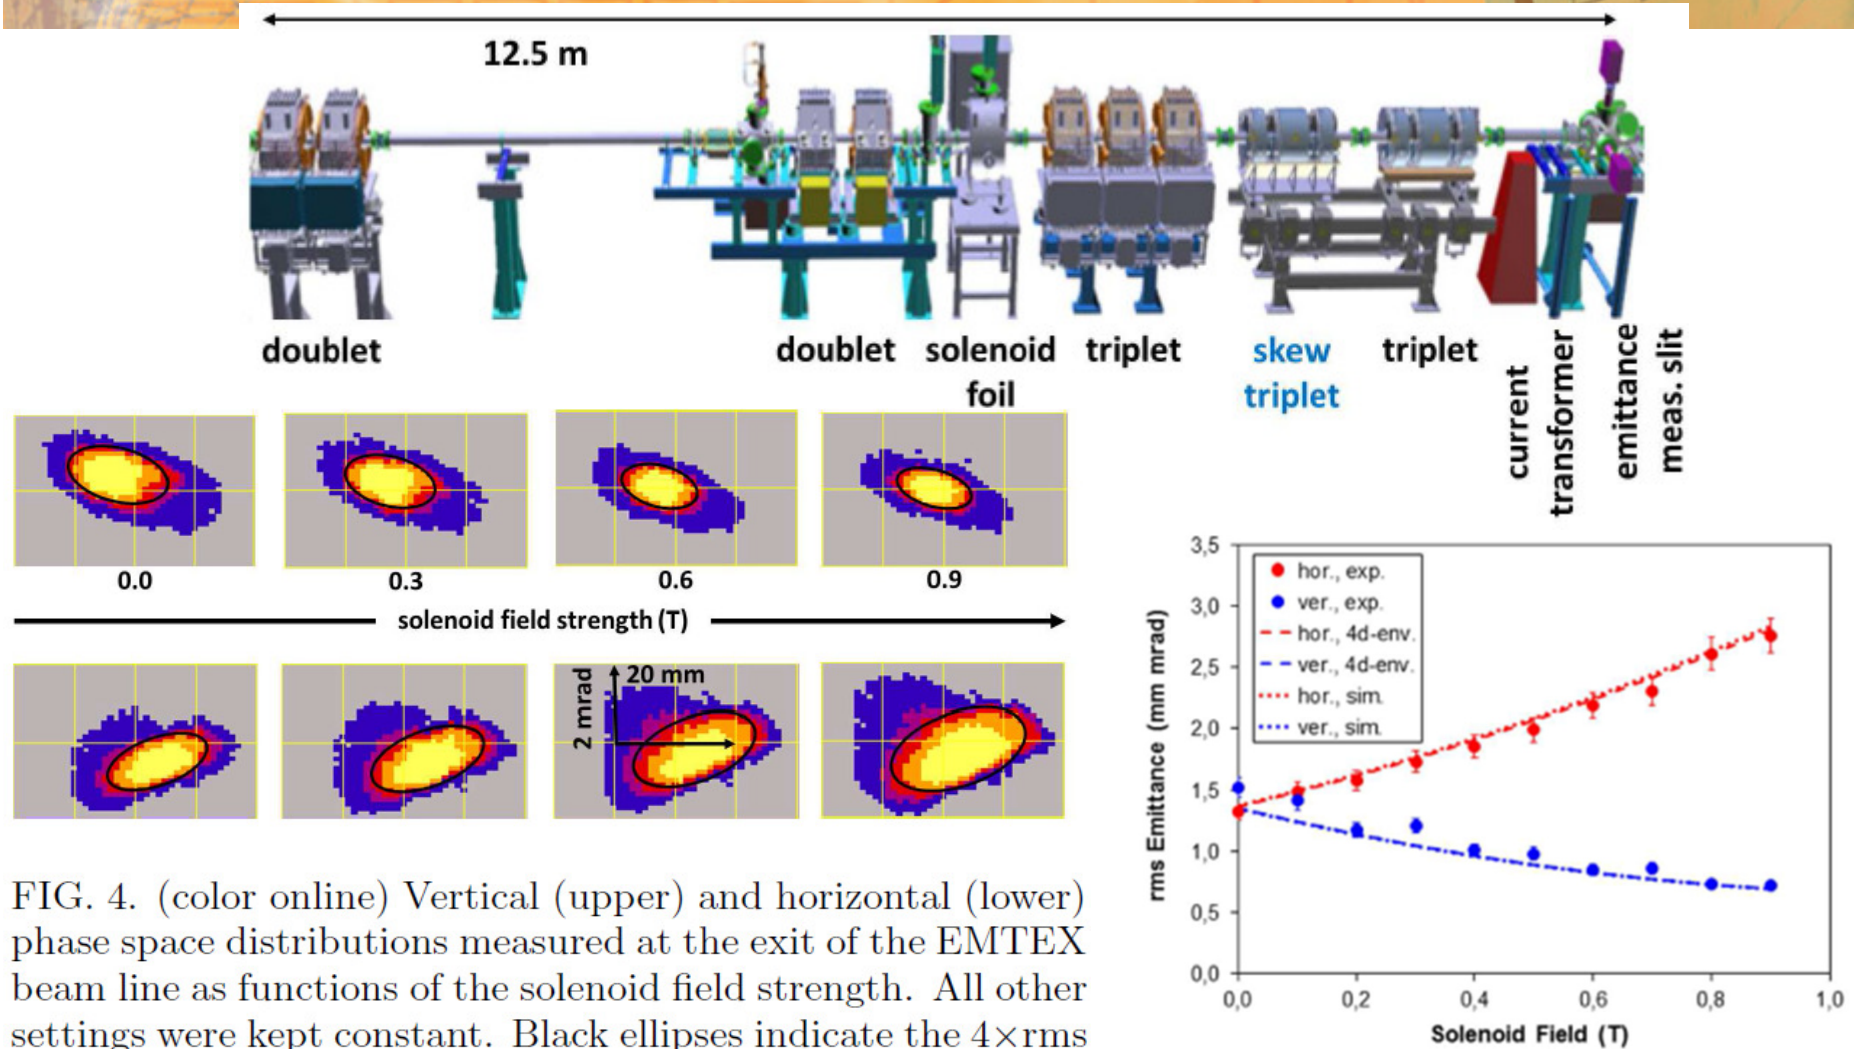 12.5 m
doublet
doublet
solenoid
foil
triplet
skew
triplet
triplet
current
transformer
emittance
meas. slit
0.0
0.3
0.6
0.9
solenoid field strength (T)
2 mrad
20 mm
FIG. 4. (color online) Vertical (upper) and horizontal (lower)
phase space distributions measured at the exit of the EMTEX
beam line as functions of the solenoid field strength. All other
settings were kept constant. Black ellipses indicate the 4×rms
3,5
3,0
2,5
2,0
1,5
1,0
0,5
0,0
rms Emittance (mm mrad)
hor., exp.
ver., exp.
hor., 4d-env.
ver., 4d-env.
hor., sim.
ver., sim.
0,0
0,2
0,4
0,6
0,8
1,0
Solenoid Field (T)